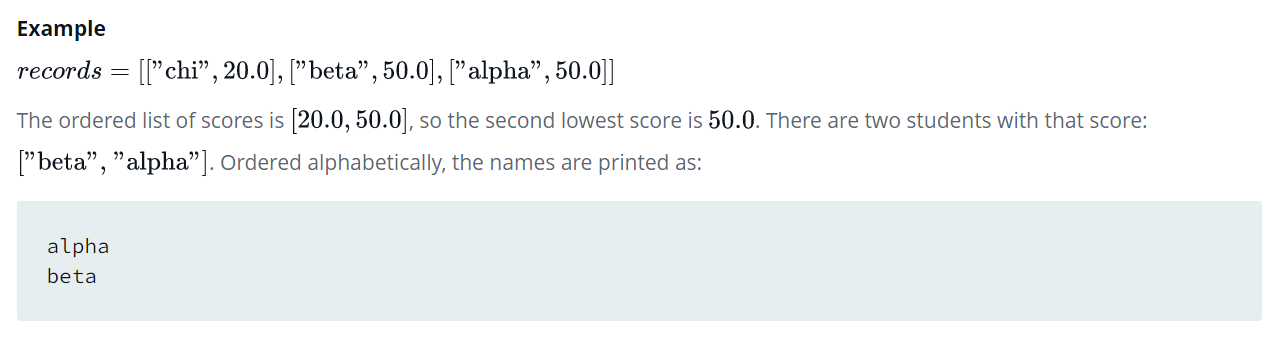 Example
records = [["chi", 20.0], ["beta", 50.0], ["alpha", 50.0]]
The ordered list of scores is [20.0, 50.0], so the second lowest score is 50.0. There are two students with that score:
["beta", "alpha"]. Ordered alphabetically, the names are printed as:
alpha
beta